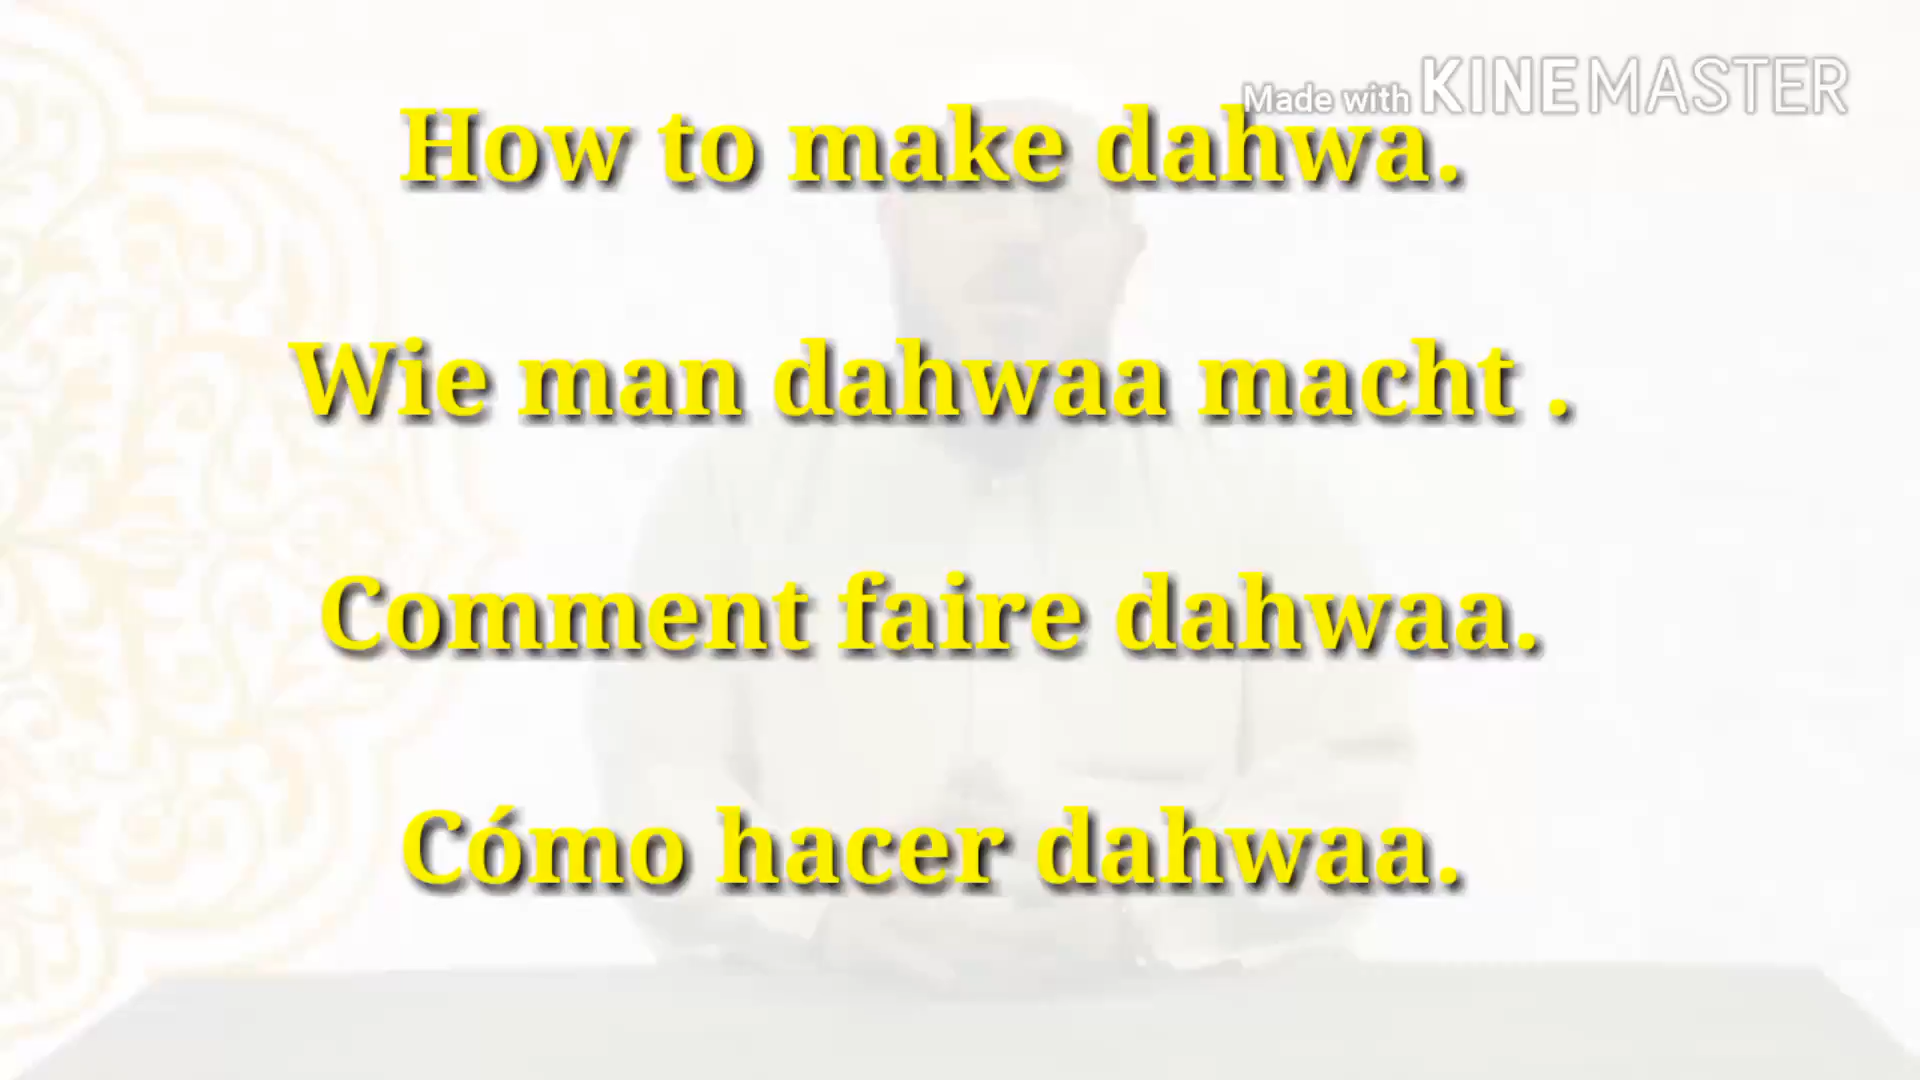 Made with KINEMASTER
How to make dahwa.
Wie man dahwaa macht .
Comment faire dahwaa.
Cómo hacer dahwaa.